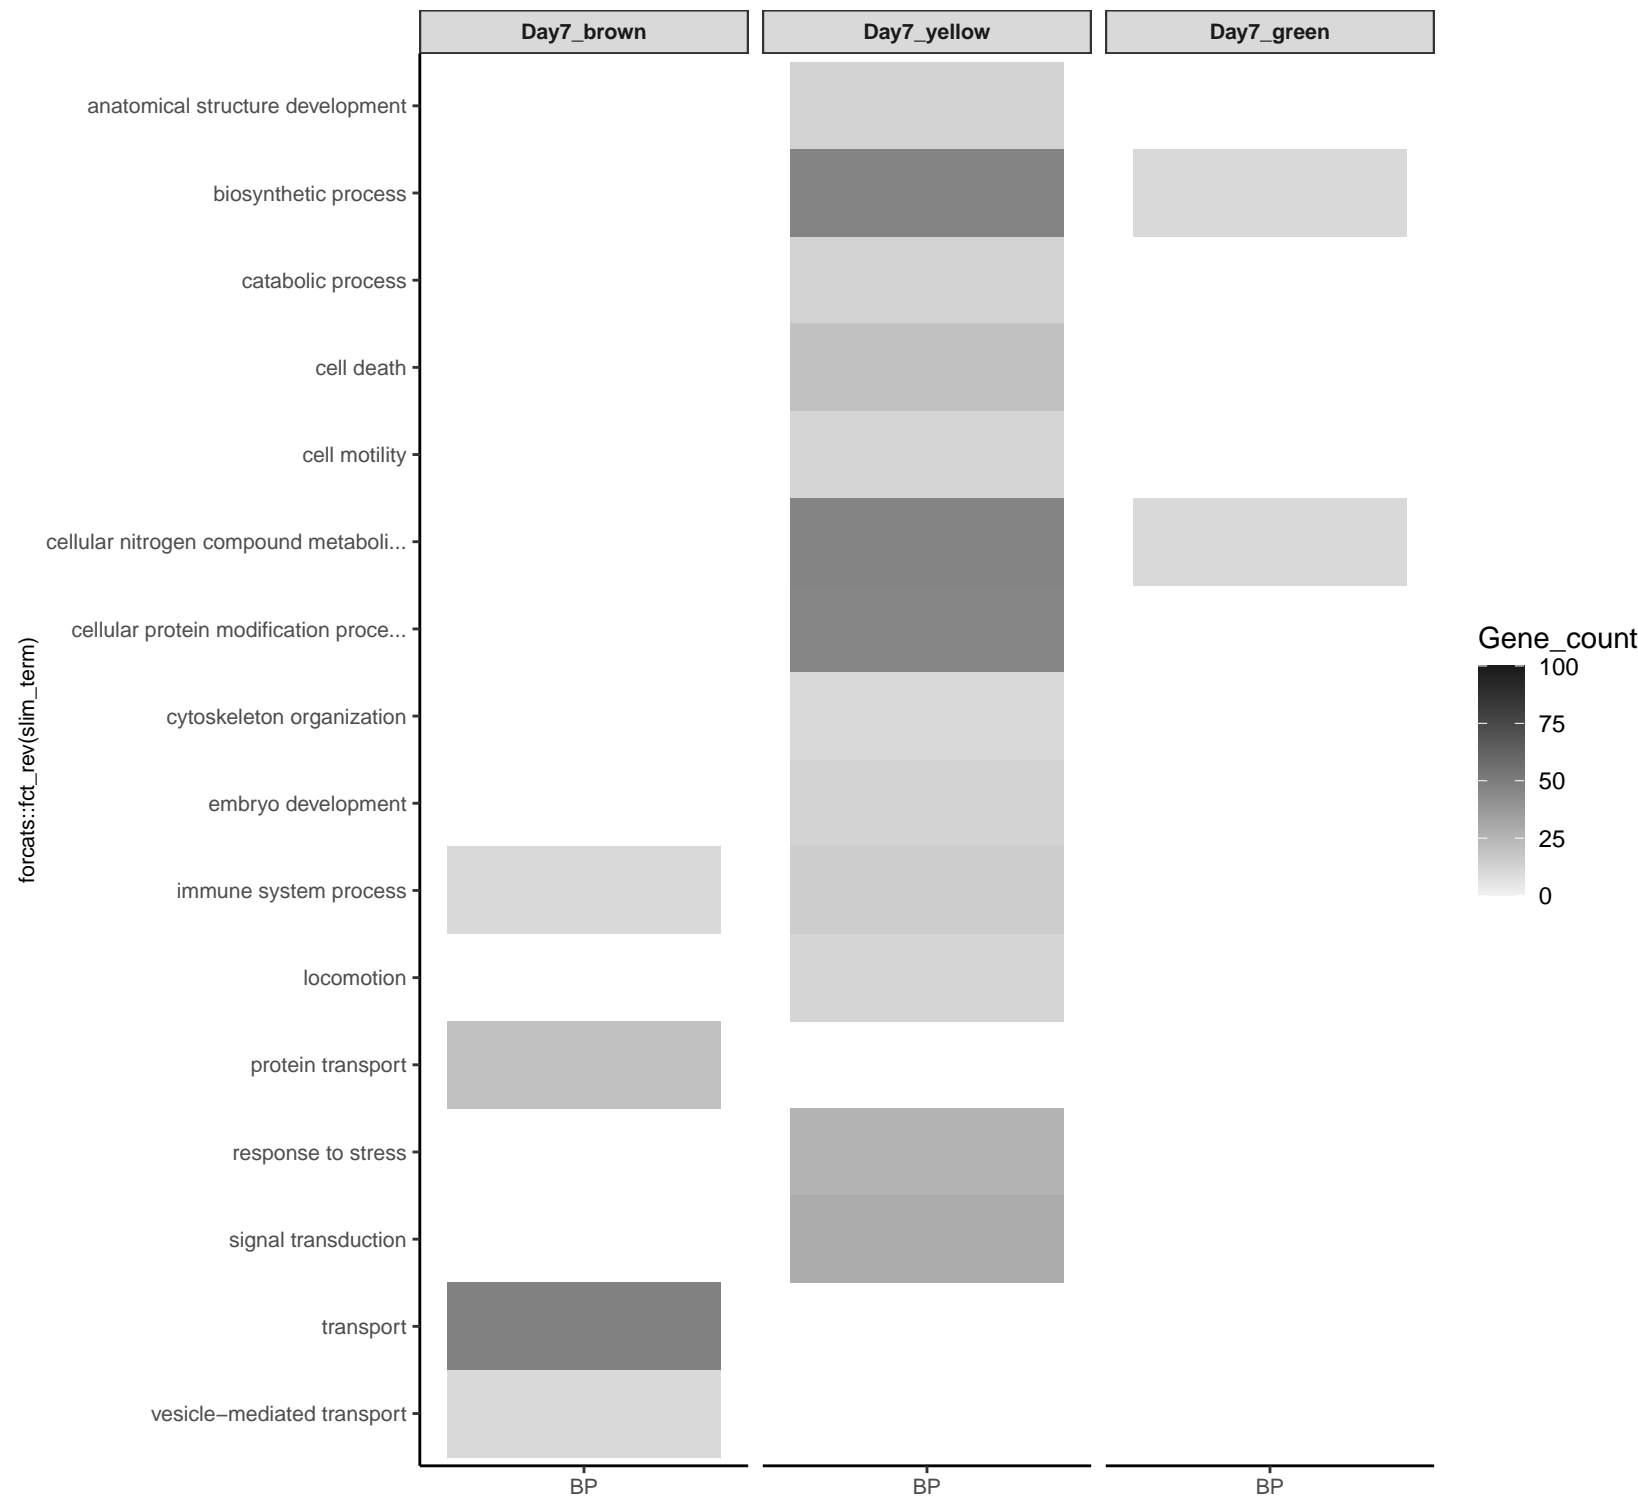 Day7_brown
Day7_yellow
Day7_green
anatomical structure development
biosynthetic process
catabolic process
cell death
cell motility
cellular nitrogen compound metaboli...
cellular protein modification proce...
cytoskeleton organization
embryo development
immune system process
locomotion
protein transport
response to stress
signal transduction
transport
vesicle−mediated transport
forcats::fct_rev(slim_term)
BP
BP
BP
Gene_count
100
75
50
25
0